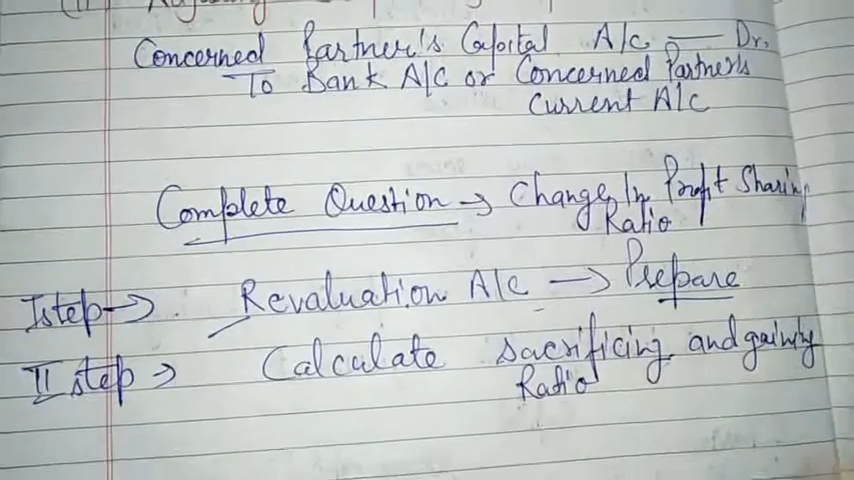 Concerned Partner's Capital A/c — Dr.
To Bank A/C or Concerned Partner's
Current A/C
Complete Question → Change In Profit Sharing
Ratio
I step → Revaluation A/C → Prepare
II step → Calculate sacrificing and gaining
Ratio